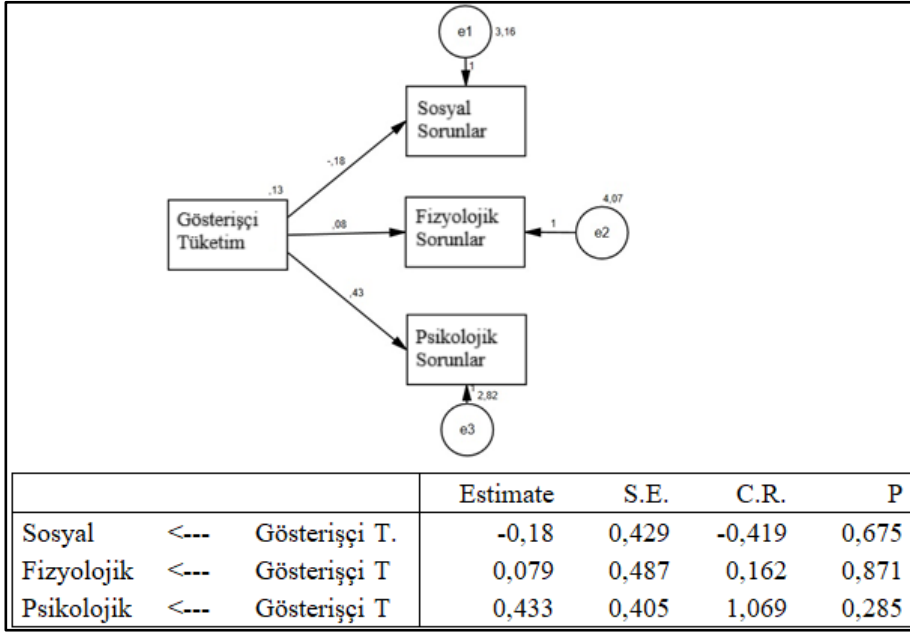 e1
3,16
1
Sosyal
Sorunlar
-,18
,13
Gösterişçi
Tüketim
,08
Fizyolojik
Sorunlar
1
4,07
e2
,43
Psikolojik
Sorunlar
1
2,82
e3
Estimate S.E. C.R. P
Sosyal <--- Gösterişçi T. -0,18 0,429 -0,419 0,675
Fizyolojik <--- Gösterişçi T 0,079 0,487 0,162 0,871
Psikolojik <--- Gösterişçi T 0,433 0,405 1,069 0,285